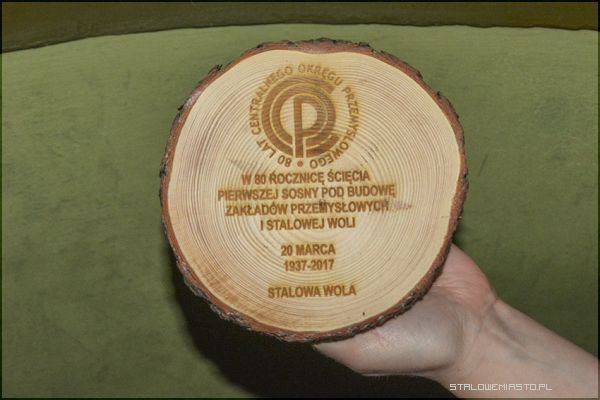 80 LAT CENTRALNEGO OKRĘGU PRZEMYSŁOWEGO
COP
W 80 ROCZNICĘ ŚCIĘCIA
PIERWSZEJ SOSNY POD BUDOWĘ
ZAKŁADÓW PRZEMYSŁOWYCH
I STALOWEJ WOLI
20 MARCA
1937-2017
STALOWA WOLA
STALOWEMIASTO.PL